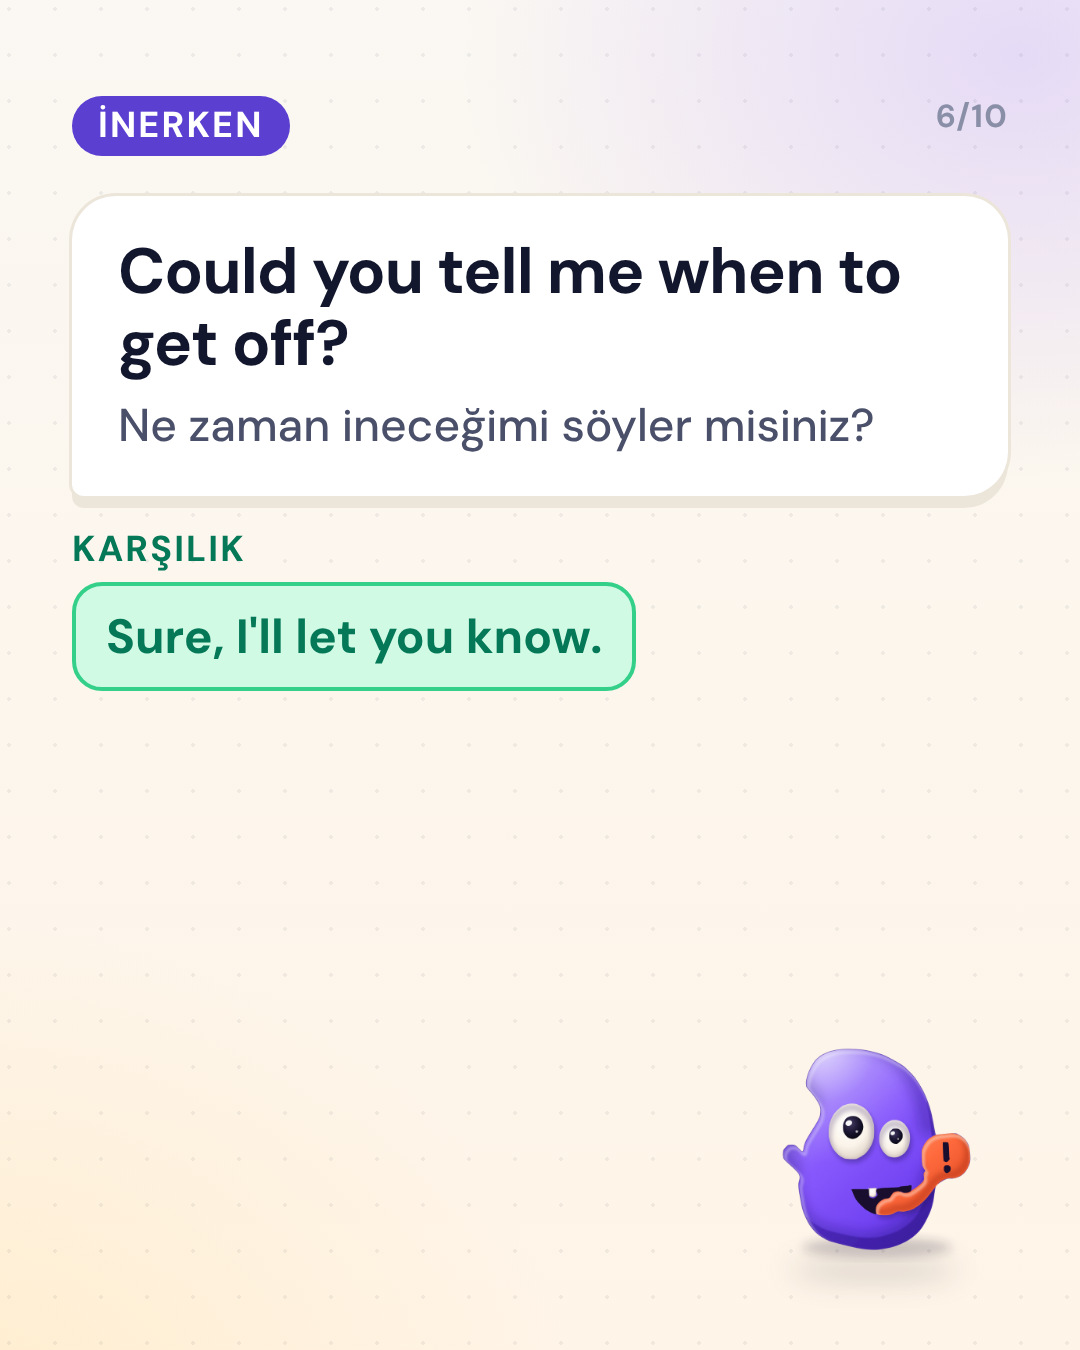 İNERKEN
6/10
Could you tell me when to
get off?
Ne zaman ineceğimi söyler misiniz?
KARŞILIK
Sure, I'll let you know.
!